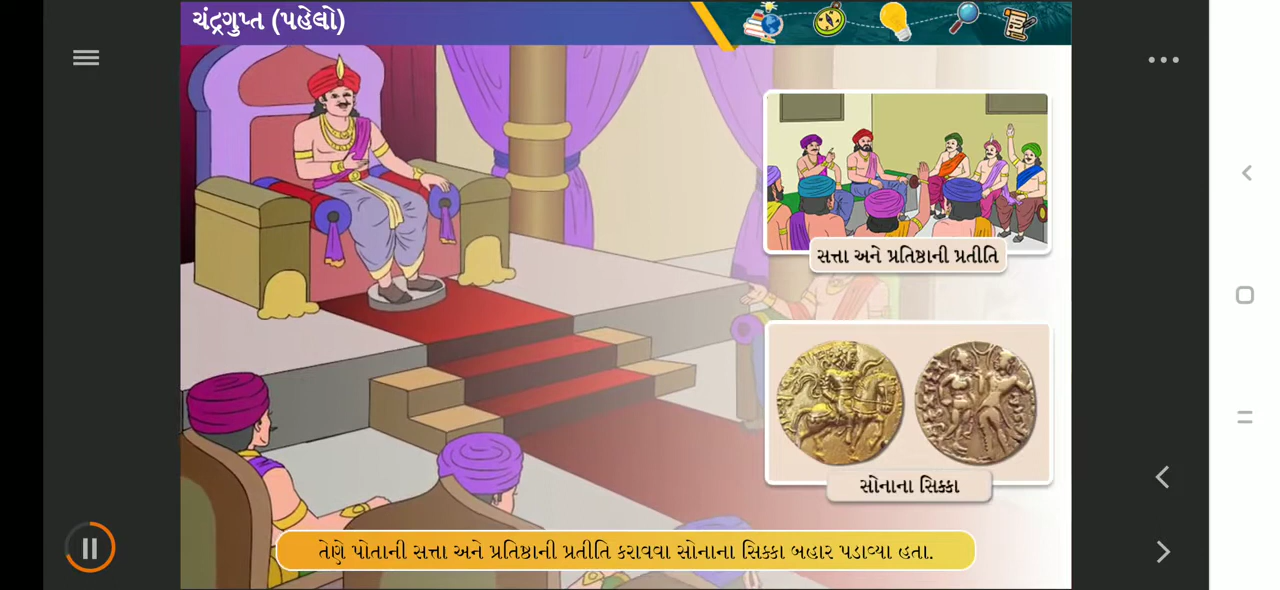 ચંદ્રગુપ્ત (પહેલો)
સત્તા અને પ્રતિષ્ઠાની પ્રતીતિ
સોનાના સિક્કા
તેણે પોતાની સત્તા અને પ્રતિષ્ઠાની પ્રતીતિ કરાવવા સોનાના સિક્કા બહાર પડાવ્યા હતા.